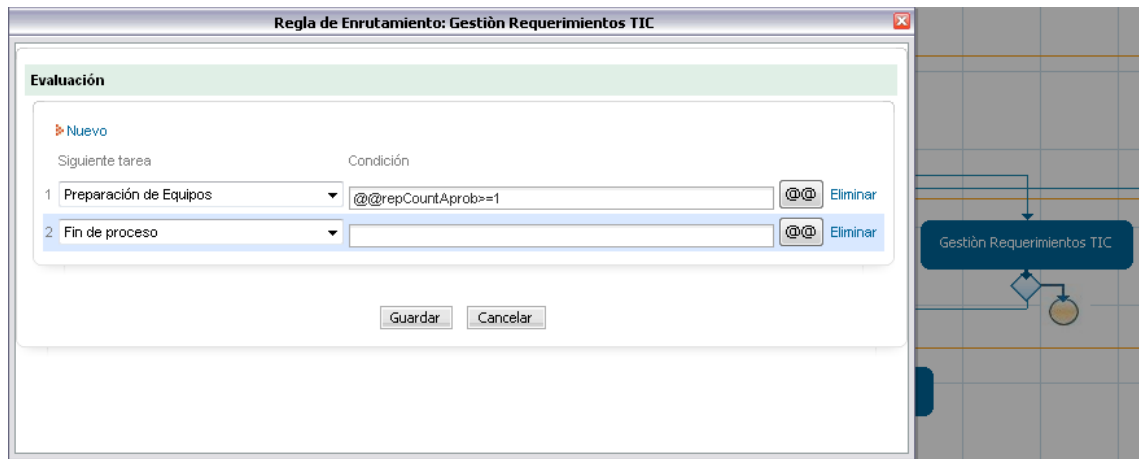 Regla de Enrutamiento: Gestiòn Requerimientos TIC
Evaluación
Nuevo
Siguiente tarea Condición
1 Preparación de Equipos @@repCountAprob>=1 @@ Eliminar
2 Fin de proceso @@ Eliminar
Gestiòn Requerimientos TIC
Guardar Cancelar